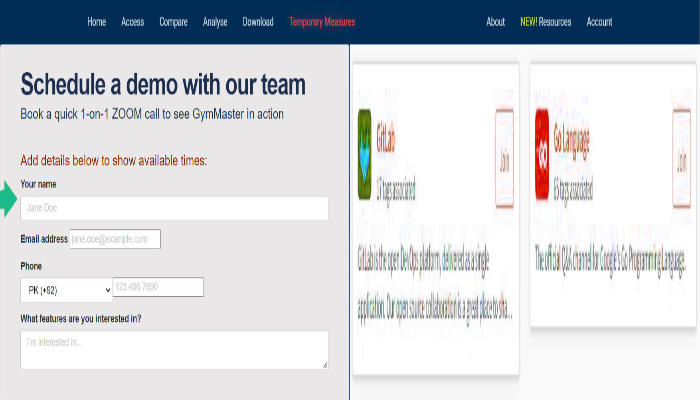 Home Access Compare Analyse Download Temporary Measures About NEW! Resources Account
Schedule a demo with our team
Book a quick 1-on-1 ZOOM call to see GymMaster in action
Add details below to show available times:
Your name
Jane Doe
Email address jane.doe@example.com
Phone
PK (+92) 123 456 7890
What features are you interested in?
I'm interested in...
GitLab
Join
17 tags associated
GitLab is the open DevOps platform, delivered as a single
application. Our open source collaboration is a great place to sha...
Go Language
Join
65 tags associated
The official Q&A channel for Google's Go Programming Language.